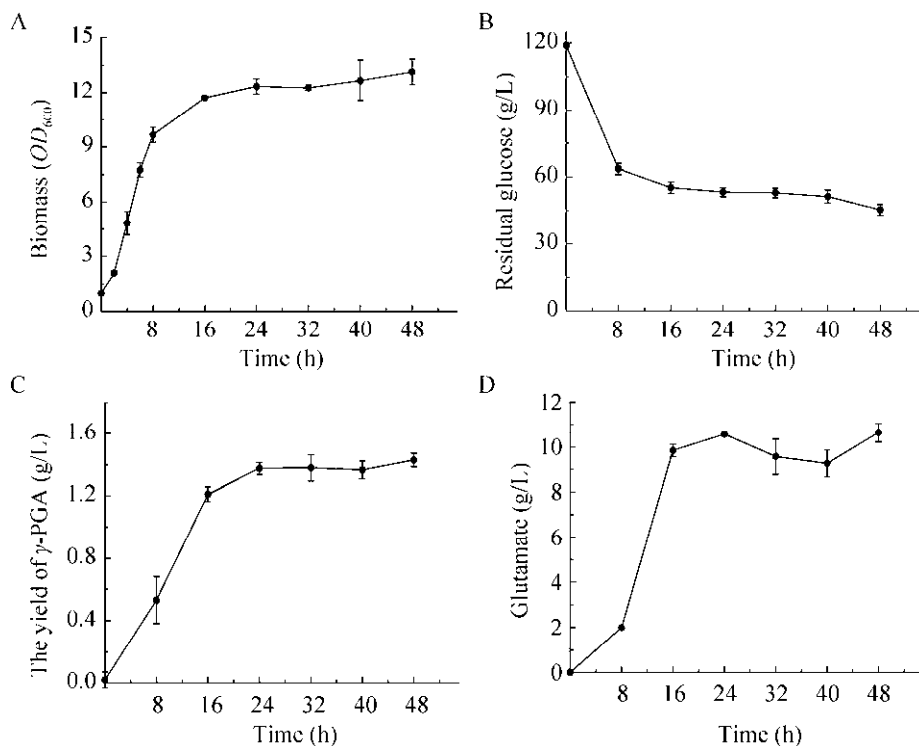 A
Biomass (OD600)
15
12
9
6
3
0
8 16 24 32 40 48
Time (h)
B
Residual glucose (g/L)
120
90
60
30
0
8 16 24 32 40 48
Time (h)
C
The yield of γ-PGA (g/L)
1.6
1.2
0.8
0.4
0.0
8 16 24 32 40 48
Time (h)
D
Glutamate (g/L)
12
10
8
6
4
2
0
8 16 24 32 40 48
Time (h)